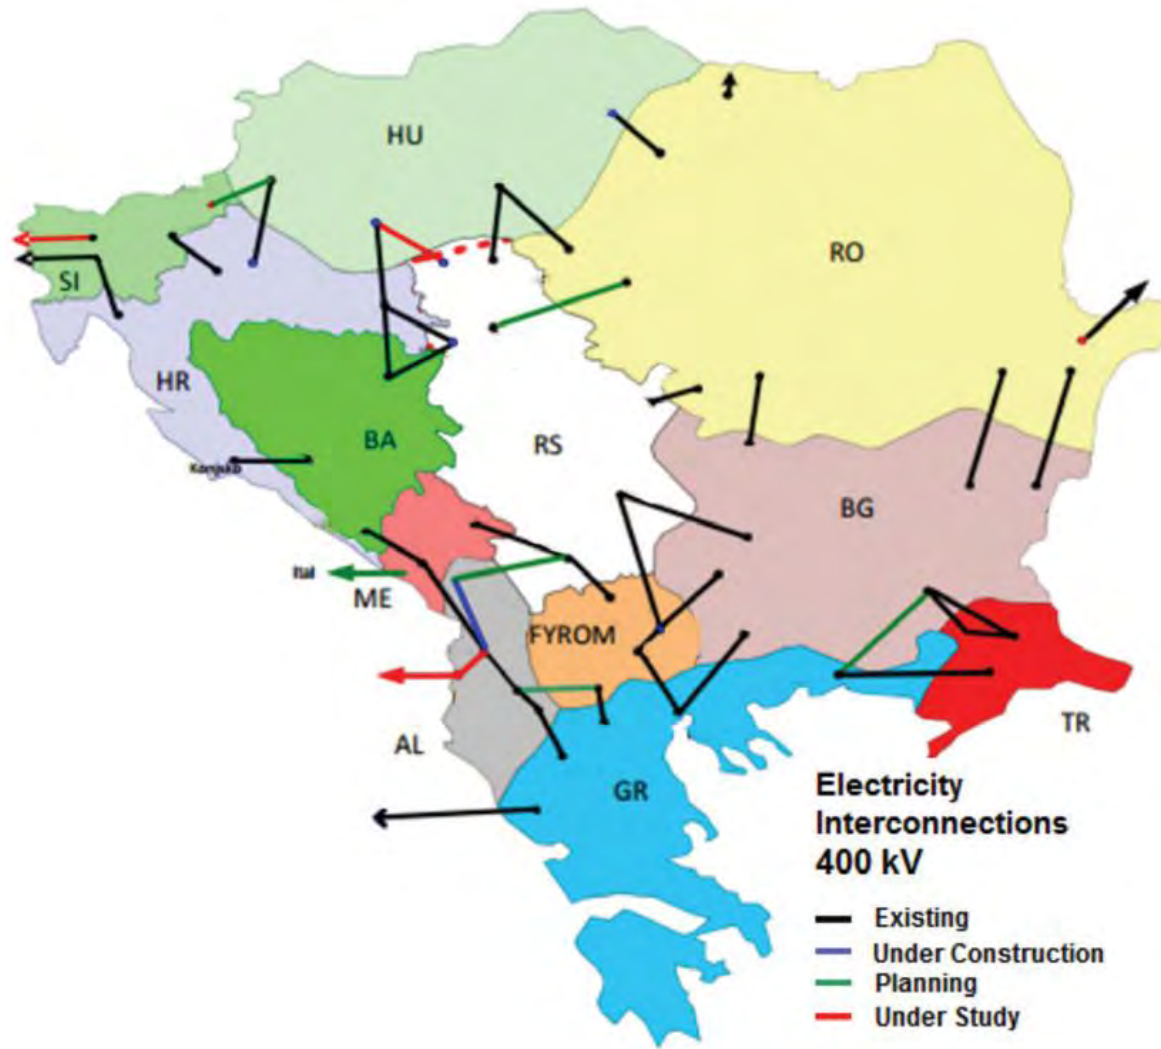 HU
RO
SI
HR
BA
RS
BG
Ital
ME
FYROM
AL
TR
GR
Electricity
Interconnections
400 kV
Existing
Under Construction
Planning
Under Study